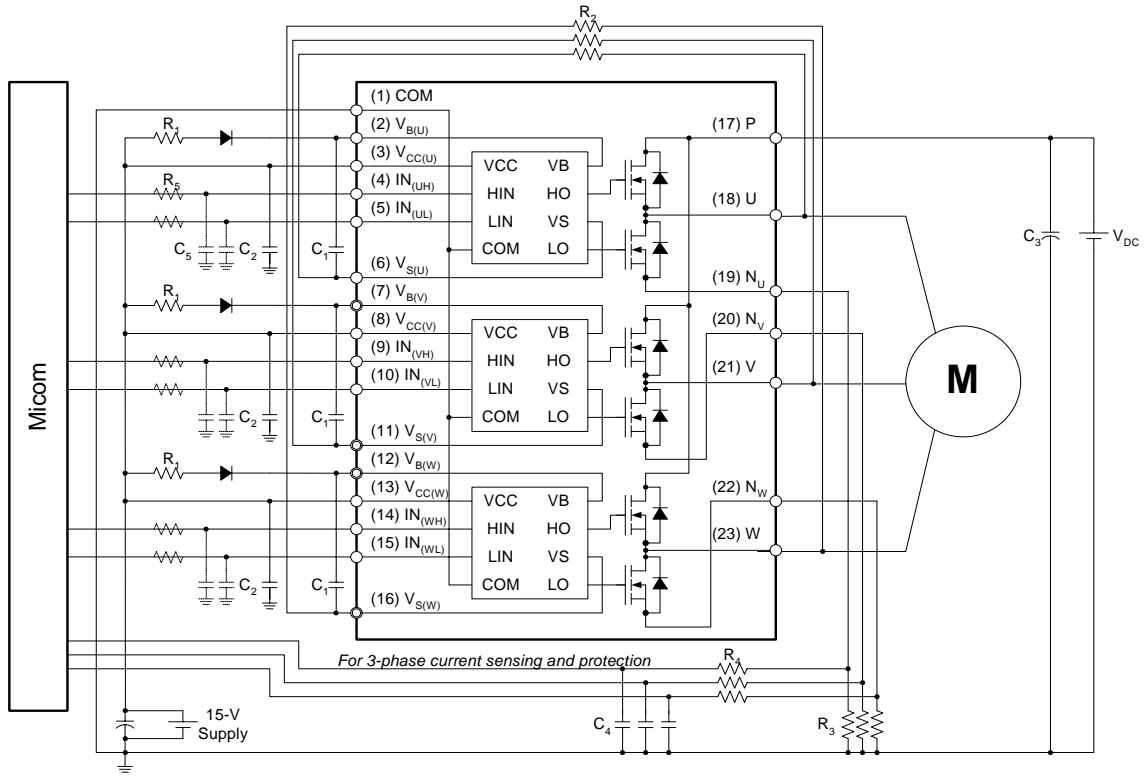 R2
(1) COM
(2) VB(U)
(3) VCC(U)
(4) IN(UH)
(5) IN(UL)
(6) VS(U)
(7) VB(V)
(8) VCC(V)
(9) IN(VH)
(10) IN(VL)
(11) VS(V)
(12) VB(W)
(13) VCC(W)
(14) IN(WH)
(15) IN(WL)
(16) VS(W)
Micom
R1
R5
C5
C2
C1
R1
C2
C1
R1
C2
C1
VCC VB
HIN HO
LIN VS
COM LO
VCC VB
HIN HO
LIN VS
COM LO
VCC VB
HIN HO
LIN VS
COM LO
(17) P
(18) U
(19) NU
(20) NV
(21) V
(22) NW
(23) W
C3
VDC
M
For 3-phase current sensing and protection
R4
15-V
Supply
C4
R3